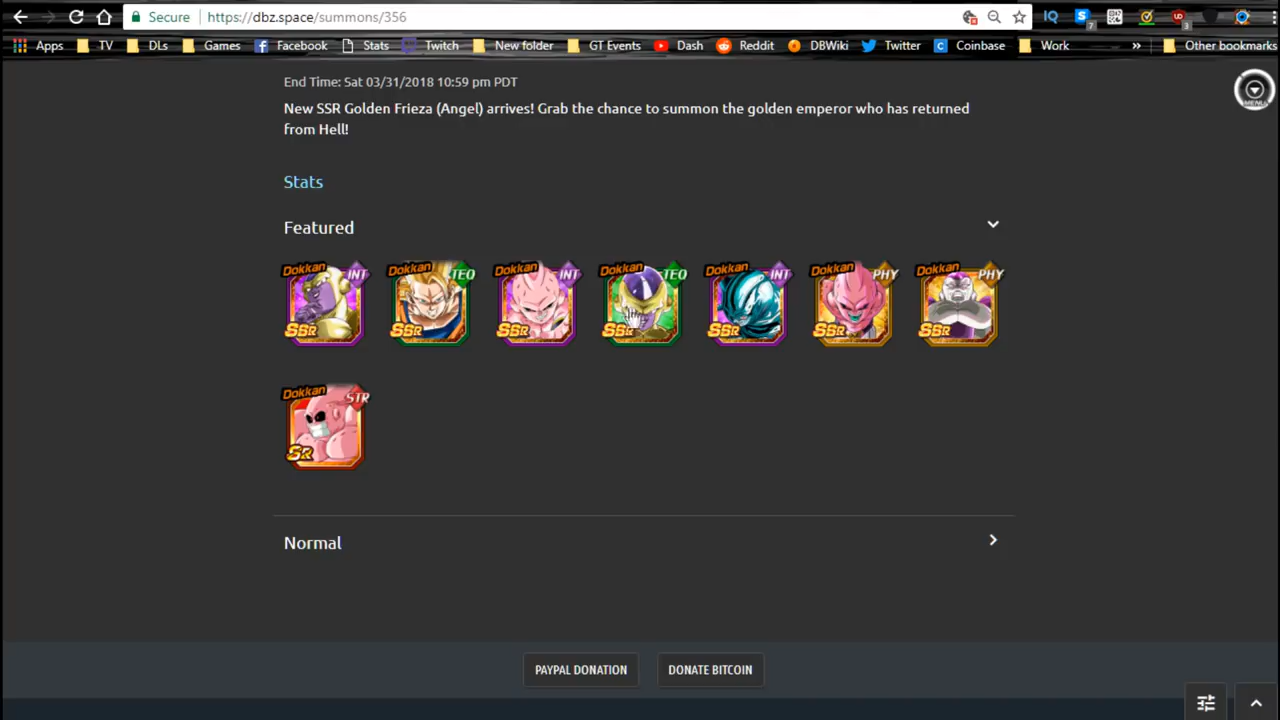 Secure https://dbz.space/summons/356
Apps TV DLs Games Facebook Stats Twitch New folder GT Events Dash Reddit DBWiki Twitter Coinbase Work » Other bookmarks
End Time: Sat 03/31/2018 10:59 pm PDT
MENU
New SSR Golden Frieza (Angel) arrives! Grab the chance to summon the golden emperor who has returned
from Hell!
Stats
Featured
Dokkan INT Dokkan TEQ Dokkan INT Dokkan TEQ Dokkan INT Dokkan PHY Dokkan PHY
SSR SSR SSR SSR SSR SSR SSR
Dokkan STR
SR
Normal
PAYPAL DONATION DONATE BITCOIN